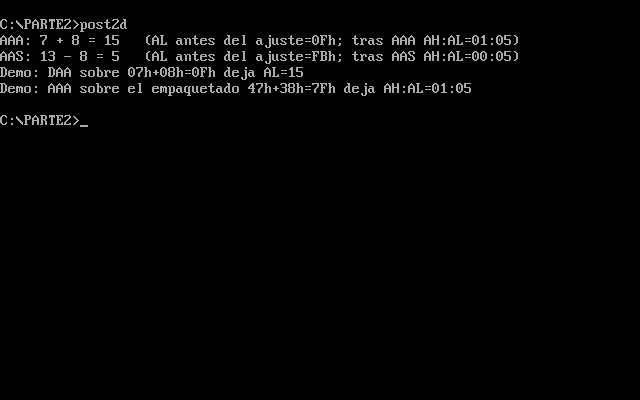 C:\PARTE2>post2d
AAA: 7 + 8 = 15   (AL antes del ajuste=0Fh; tras AAA AH:AL=01:05)
AAS: 13 - 8 = 5   (AL antes del ajuste=FBh; tras AAS AH:AL=00:05)
Demo: DAA sobre 07h+08h=0Fh deja AL=15
Demo: AAA sobre el empaquetado 47h+38h=7Fh deja AH:AL=01:05
C:\PARTE2>_